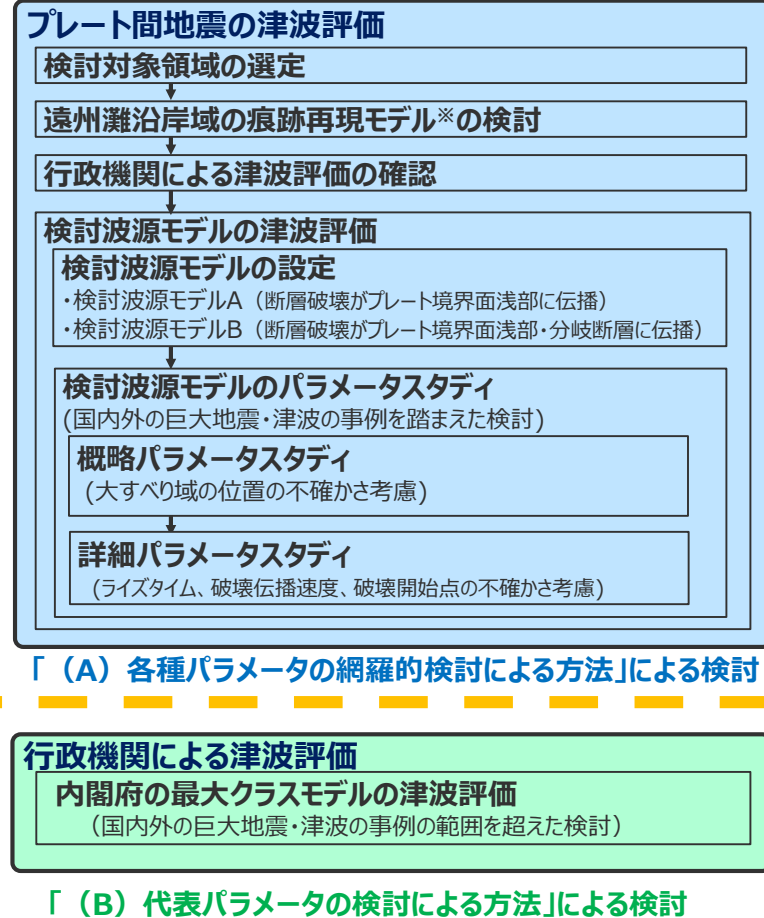 プレート間地震の津波評価
検討対象領域の選定
遠州灘沿岸域の痕跡再現モデル※の検討
行政機関による津波評価の確認
検討波源モデルの津波評価
検討波源モデルの設定
・検討波源モデルA（断層破壊がプレート境界面浅部に伝播）
・検討波源モデルB（断層破壊がプレート境界面浅部・分岐断層に伝播）
検討波源モデルのパラメータスタディ
(国内外の巨大地震・津波の事例を踏まえた検討)
概略パラメータスタディ
(大すべり域の位置の不確かさ考慮)
詳細パラメータスタディ
(ライズタイム、破壊伝播速度、破壊開始点の不確かさ考慮)
「（A）各種パラメータの網羅的検討による方法」による検討
行政機関による津波評価
内閣府の最大クラスモデルの津波評価
（国内外の巨大地震・津波の事例の範囲を超えた検討）
「（B）代表パラメータの検討による方法」による検討